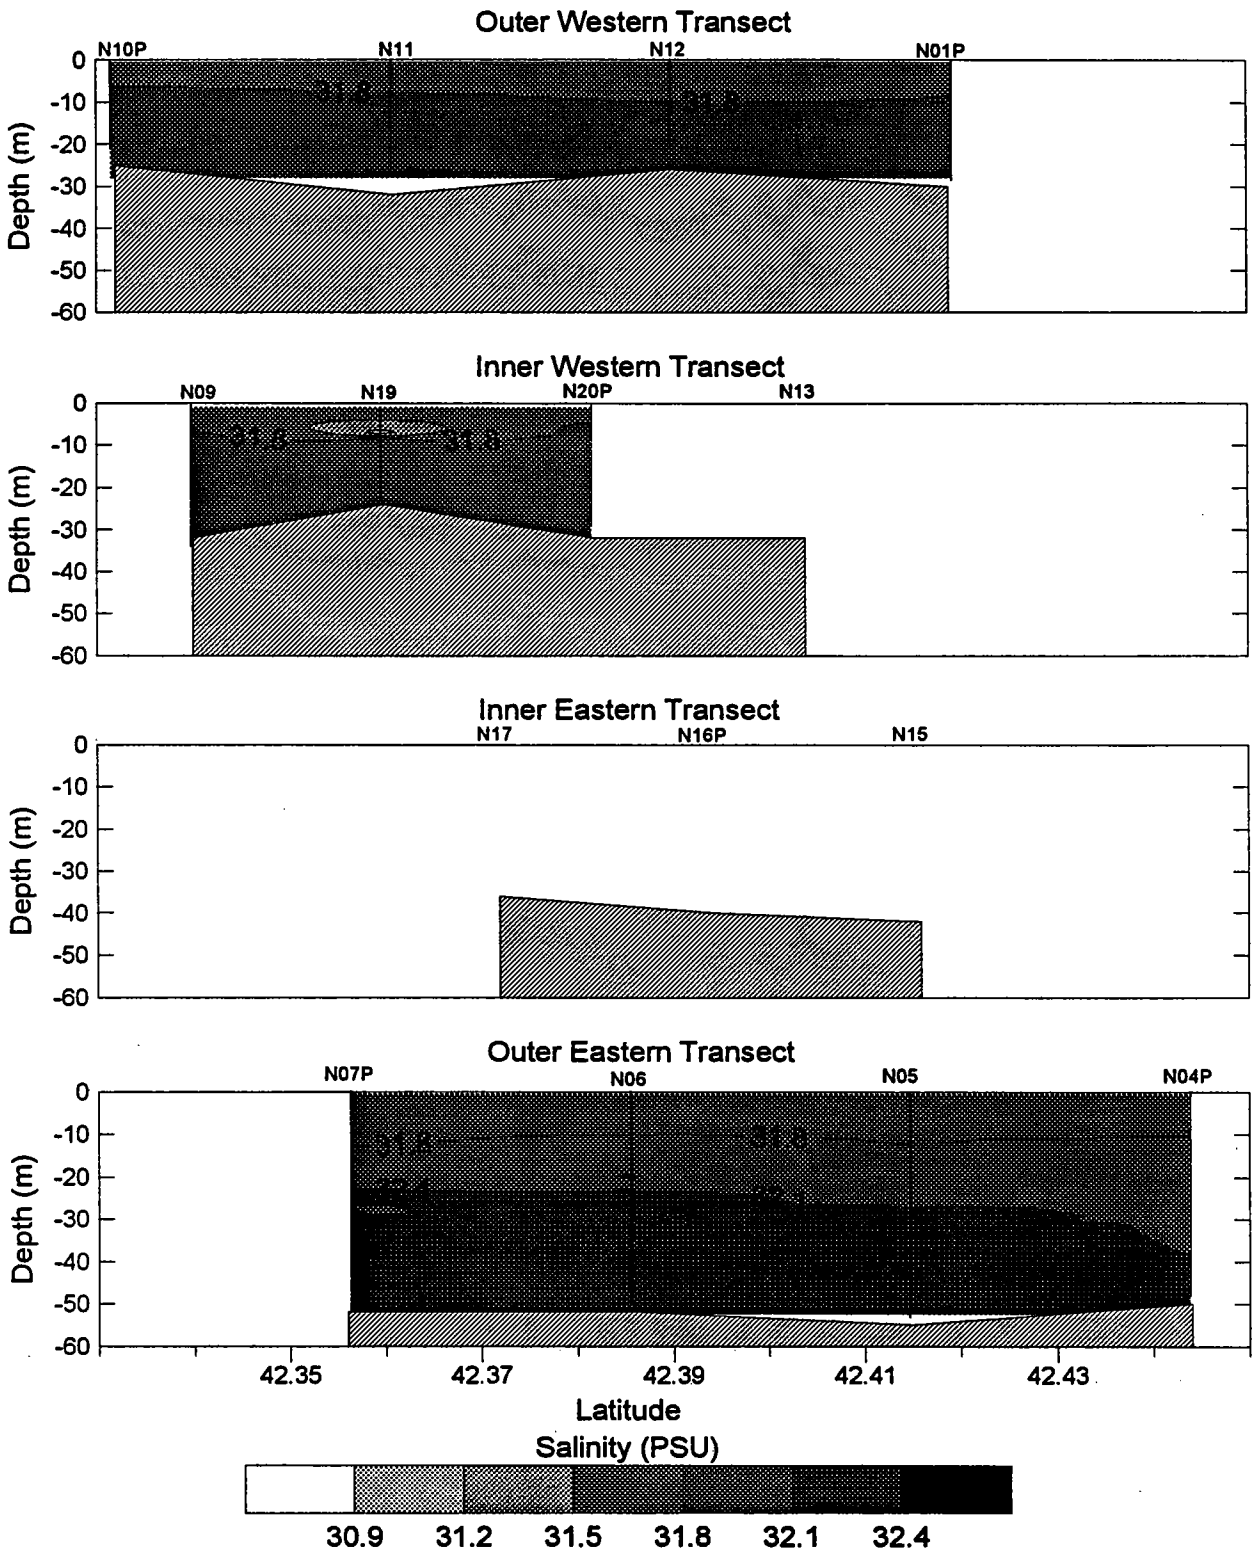 Outer Western Transect
N10P N11 N12 N01P
0
-10
-20
-30
-40
-50
-60
Depth (m)
31.8 31.8
Inner Western Transect
N09 N19 N20P N13
0
-10
-20
-30
-40
-50
-60
Depth (m)
31.8 31.8
Inner Eastern Transect
N17 N16P N15
0
-10
-20
-30
-40
-50
-60
Depth (m)
Outer Eastern Transect
N07P N06 N05 N04P
0
-10
-20
-30
-40
-50
-60
Depth (m)
31.8 31.8
42.35 42.37 42.39 42.41 42.43
Latitude
Salinity (PSU)
30.9 31.2 31.5 31.8 32.1 32.4